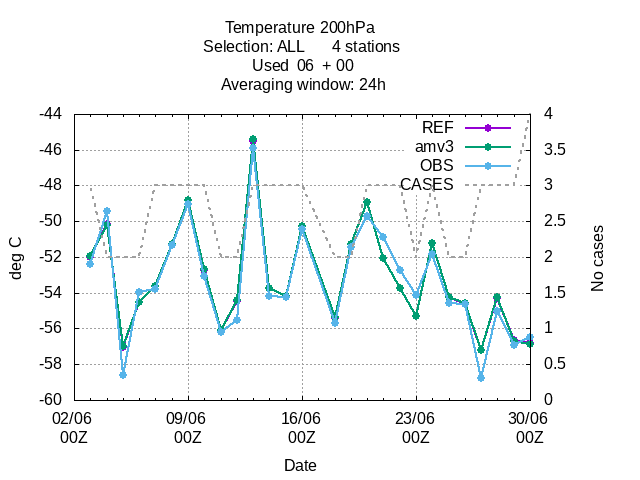 Temperature 200hPa
Selection: ALL 4 stations
Used 06 + 00
Averaging window: 24h
-44
-46
-48
-50
-52
-54
-56
-58
-60
4
3.5
3
2.5
2
1.5
1
0.5
0
REF
amv3
OBS
CASES
deg C
No cases
02/06 09/06 16/06 23/06 30/06
00Z 00Z 00Z 00Z 00Z
Date